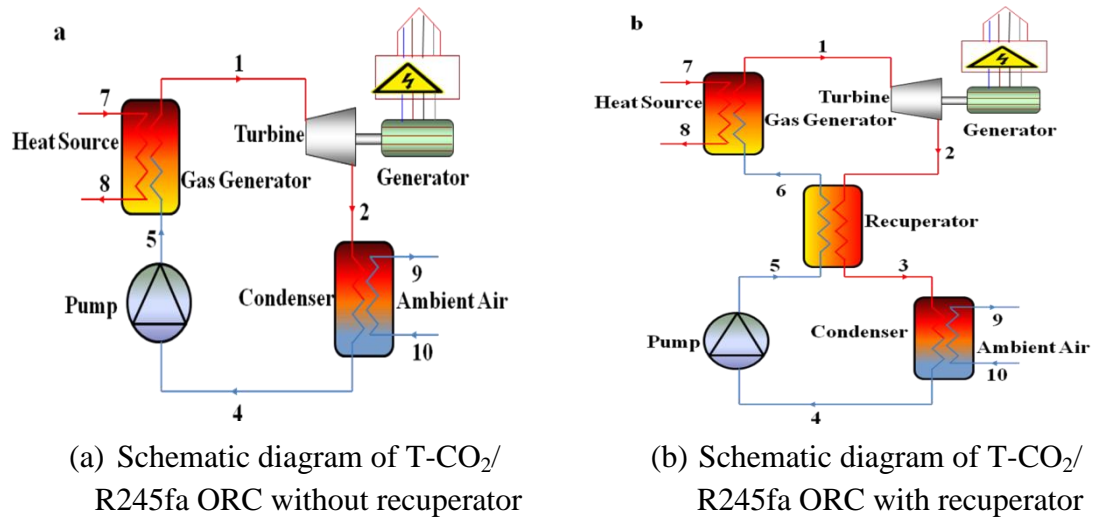 a
1
7
Heat Source
8
Gas Generator
Turbine
Generator
2
5
9
Pump
Condenser
Ambient Air
10
4
(a) Schematic diagram of T-CO₂/
R245fa ORC without recuperator
b
1
7
Heat Source
8
Gas Generator
Turbine
Generator
2
6
Recuperator
5
3
9
Pump
Condenser
Ambient Air
10
4
(b) Schematic diagram of T-CO₂/
R245fa ORC with recuperator